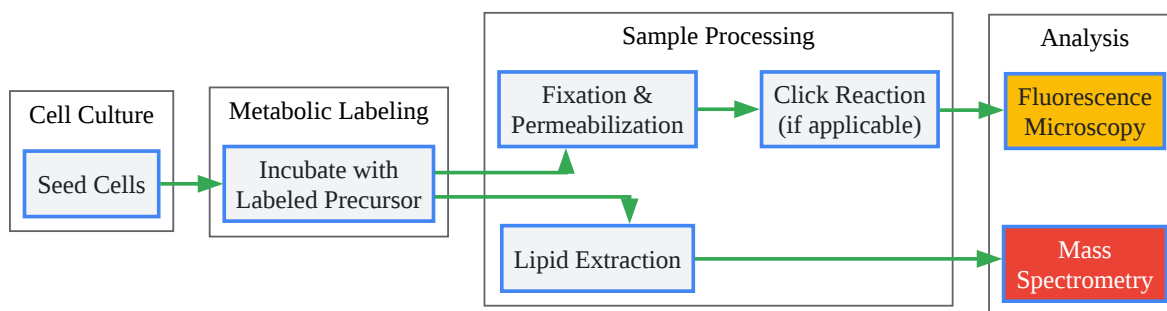 Cell Culture
Seed Cells
Metabolic Labeling
Incubate with
Labeled Precursor
Sample Processing
Fixation &
Permeabilization
Click Reaction
(if applicable)
Lipid Extraction
Analysis
Fluorescence
Microscopy
Mass
Spectrometry